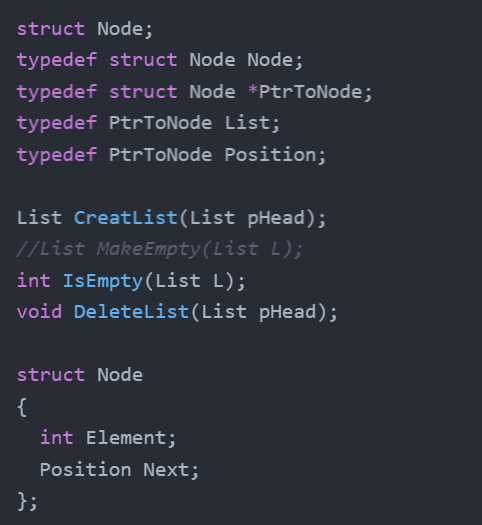 struct Node;
typedef struct Node Node;
typedef struct Node *PtrToNode;
typedef PtrToNode List;
typedef PtrToNode Position;

List CreatList(List pHead);
//List MakeEmpty(List L);
int IsEmpty(List L);
void DeleteList(List pHead);

struct Node
{
  int Element;
  Position Next;
};